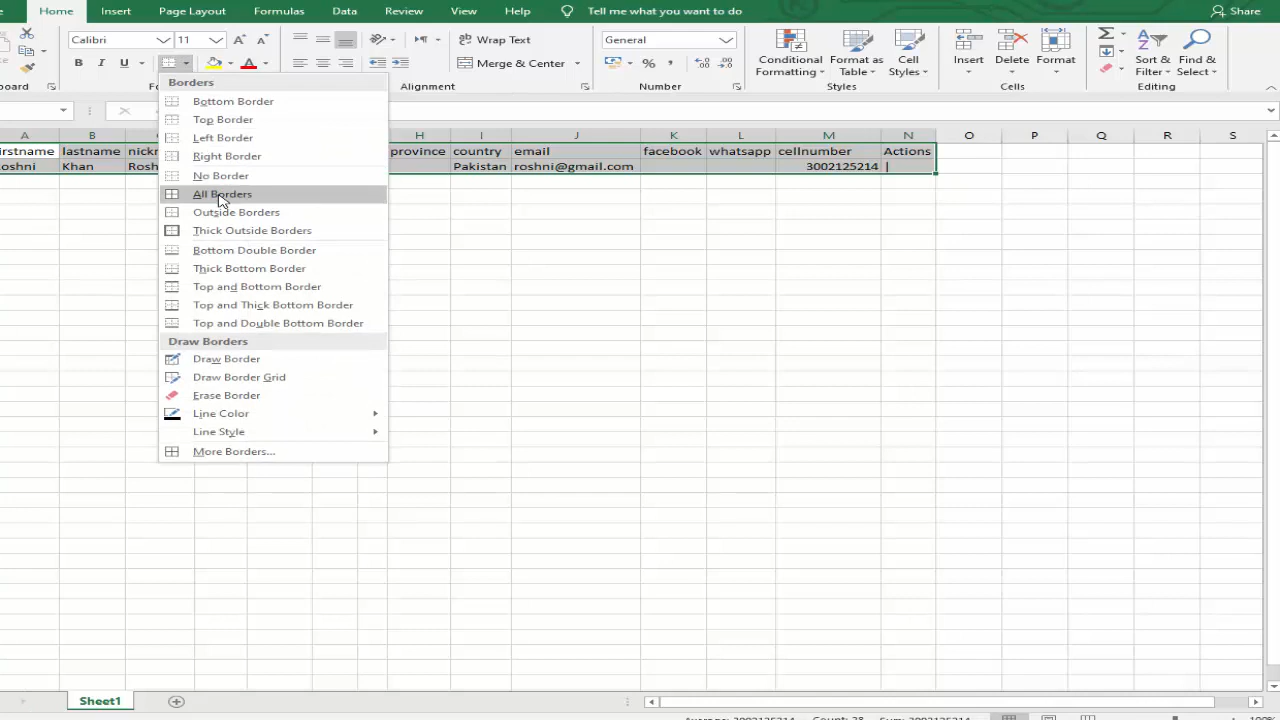 Home Insert Page Layout Formulas Data Review View Help Tell me what you want to do Share
Calibri 11 Wrap Text General
B I U Merge & Center % Conditional Formatting Format as Table Cell Styles Insert Delete Format Sort & Filter Find & Select
Alignment Number Styles Cells Editing
Borders
Bottom Border
Top Border
Left Border
Right Border
No Border
All Borders
Outside Borders
Thick Outside Borders
Bottom Double Border
Thick Bottom Border
Top and Bottom Border
Top and Thick Bottom Border
Top and Double Bottom Border
Draw Borders
Draw Border
Draw Border Grid
Erase Border
Line Color
Line Style
More Borders...
A B H I J K L M N O P Q R S
firstname lastname nickn province country email facebook whatsapp cellnumber Actions
oshni Khan Rosh Pakistan roshni@gmail.com 3002125214 |
Sheet1